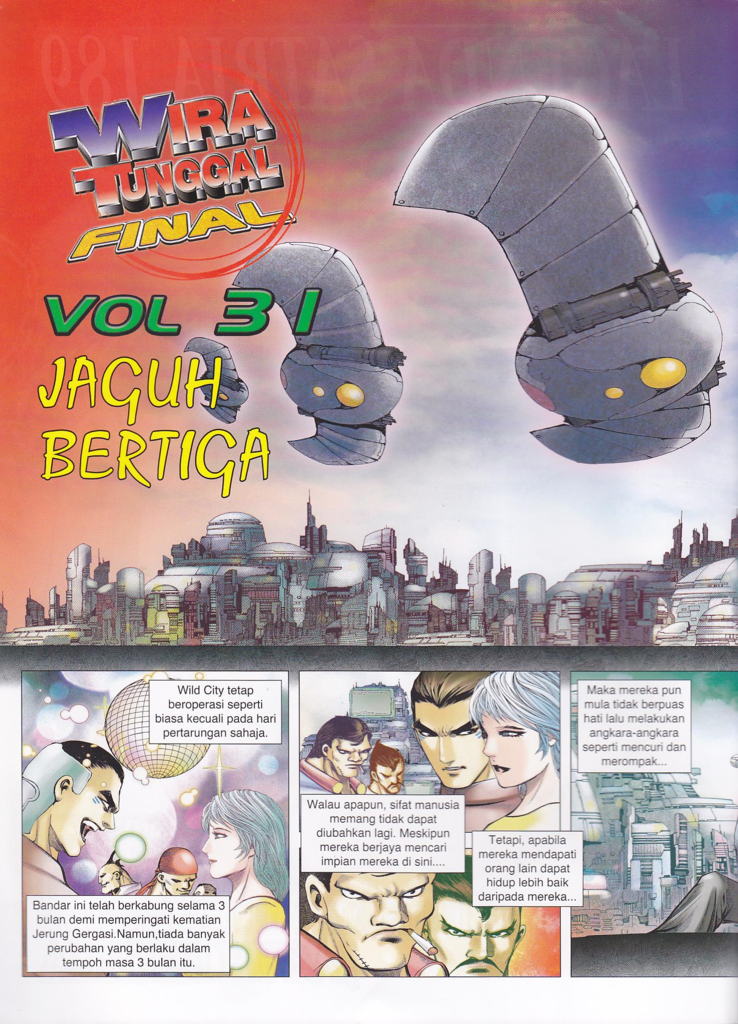 WIRA
TUNGGAL
FINAL
VOL 31
JAGUH
BERTIGA
Wild City tetap
beroperasi seperti
biasa kecuali pada hari
pertarungan sahaja.
Bandar ini telah berkabung selama 3
bulan demi memperingati kematian
Jerung Gergasi.Namun,tiada banyak
perubahan yang berlaku dalam
tempoh masa 3 bulan itu.
Walau apapun, sifat manusia
memang tidak dapat
diubahkan lagi. Meskipun
mereka berjaya mencari
impian mereka di sini....
Tetapi, apabila
mereka mendapati
orang lain dapat
hidup lebih baik
daripada mereka...
Maka mereka pun
mula tidak berpuas
hati lalu melakukan
angkara-angkara
seperti mencuri dan
merompak...